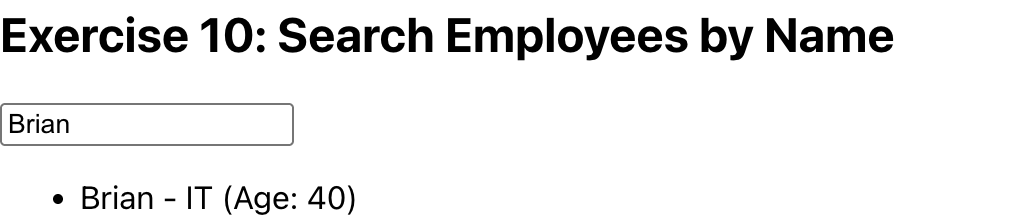 Exercise 10: Search Employees by Name
Brian
• Brian - IT (Age: 40)